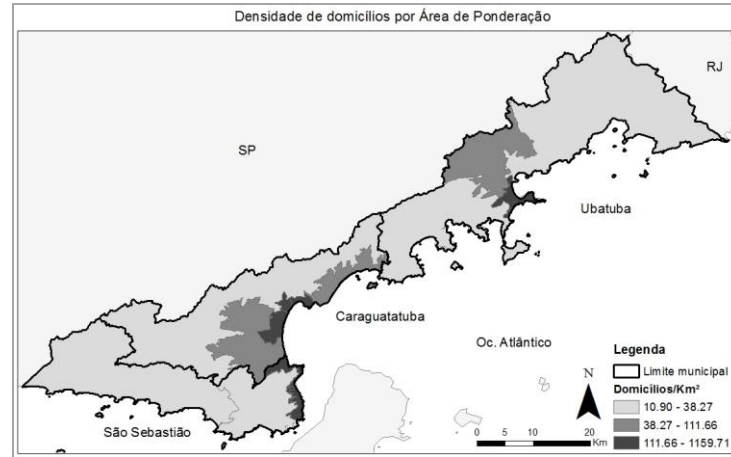 Densidade de domicílios por Área de Ponderação
RJ
SP
Ubatuba
Caraguatatuba
Oc. Atlântico
São Sebastião
Legenda
Limite municipal
Domicílios/Km²
10.90 - 38.27
38.27 - 111.66
111.66 - 1159.71
N
0 5 10 20
Km